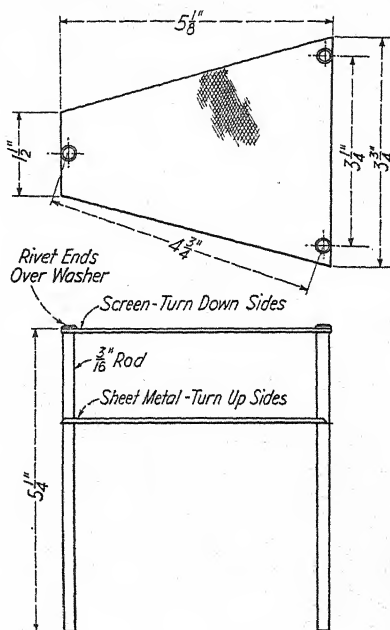 5 1/8"
1 1/2"
3 1/4"
3 3/4"
4 3/4"
Rivet Ends
Over Washer
Screen-Turn Down Sides
3/16" Rod
Sheet Metal-Turn Up Sides
5 1/4"